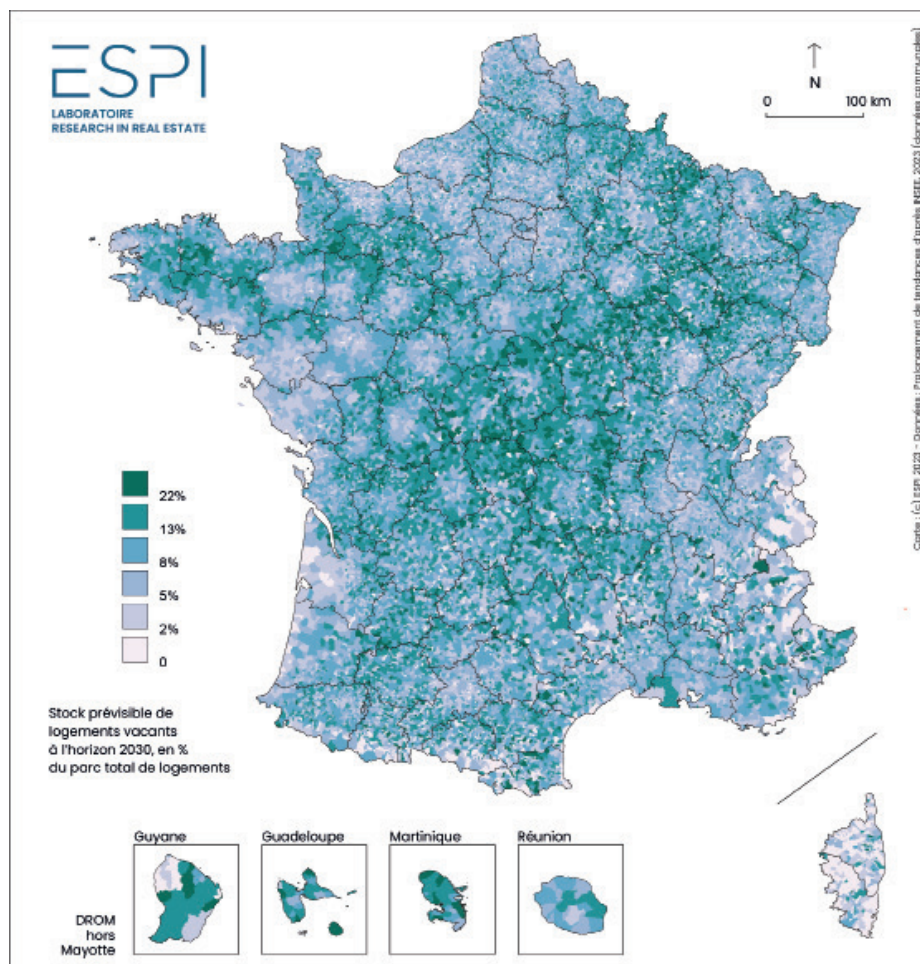 ESPI
LABORATOIRE
RESEARCH IN REAL ESTATE
N
0 100 km
Carte : (c) ESPI 2023 - Données : Prolongement de tendances d'après INSEE, 2023 (données communales)
22%
13%
8%
5%
2%
0
Stock prévisible de
logements vacants
à l'horizon 2030, en %
du parc total de logements
Guyane
Guadeloupe
Martinique
Réunion
DROM
hors
Mayotte